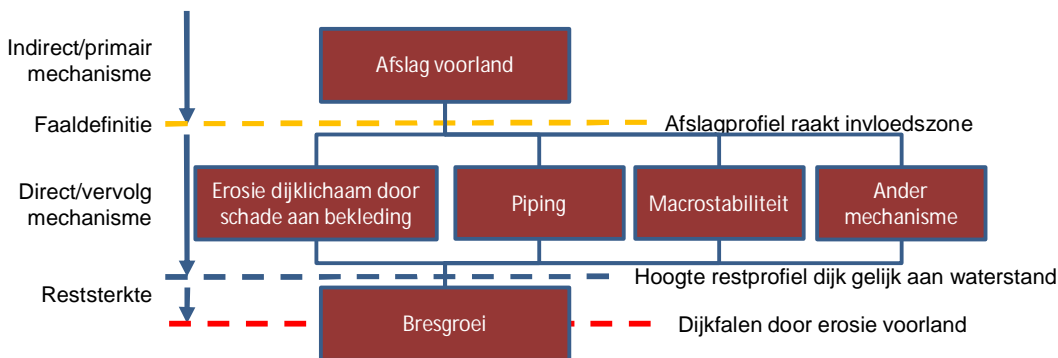 Indirect/primair
mechanisme
Afslag voorland
Faaldefinitie
Afslagprofiel raakt invloedszone
Direct/vervolg
mechanisme
Erosie dijklichaam door
schade aan bekleding
Piping
Macrostabiliteit
Ander
mechanisme
Hoogte restprofiel dijk gelijk aan waterstand
Reststerkte
Bresgroei
Dijkfalen door erosie voorland